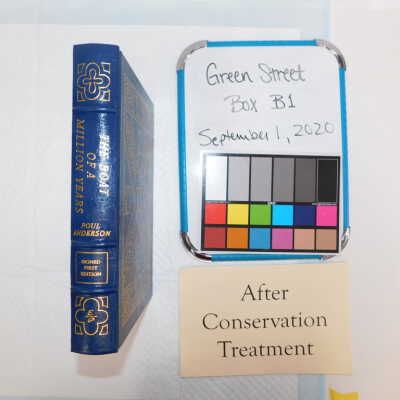 THE BOAT
OF A
MILLION YEARS
POUL
ANDERSON
SIGNED
FIRST
EDITION
Green Street
Box B1
September 1, 2020
After
Conservation
Treatment